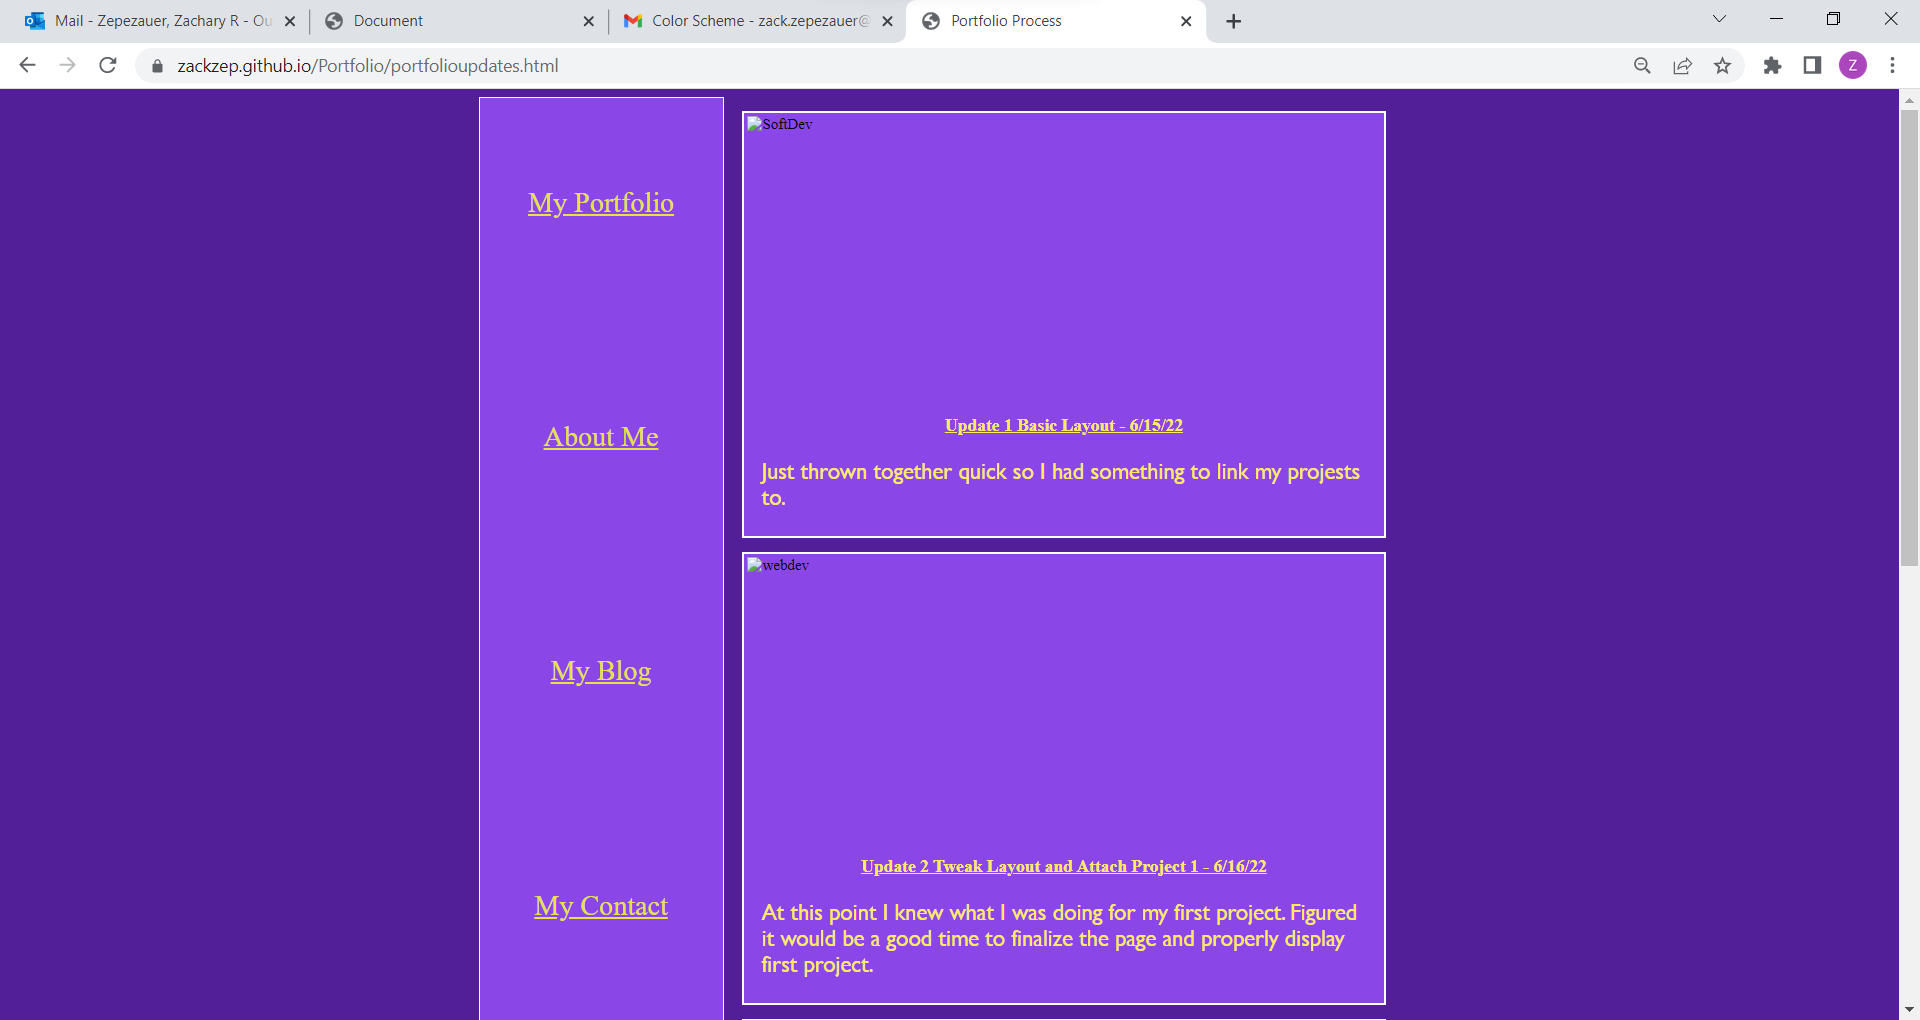 Mail - Zepezauer, Zachary R - Ou
Document
Color Scheme - zack.zepezauer@
Portfolio Process
zackzep.github.io/Portfolio/portfolioupdates.html
Z
My Portfolio
About Me
My Blog
My Contact
SoftDev
Update 1 Basic Layout - 6/15/22
Just thrown together quick so I had something to link my projests
to.
webdev
Update 2 Tweak Layout and Attach Project 1 - 6/16/22
At this point I knew what I was doing for my first project. Figured
it would be a good time to finalize the page and properly display
first project.